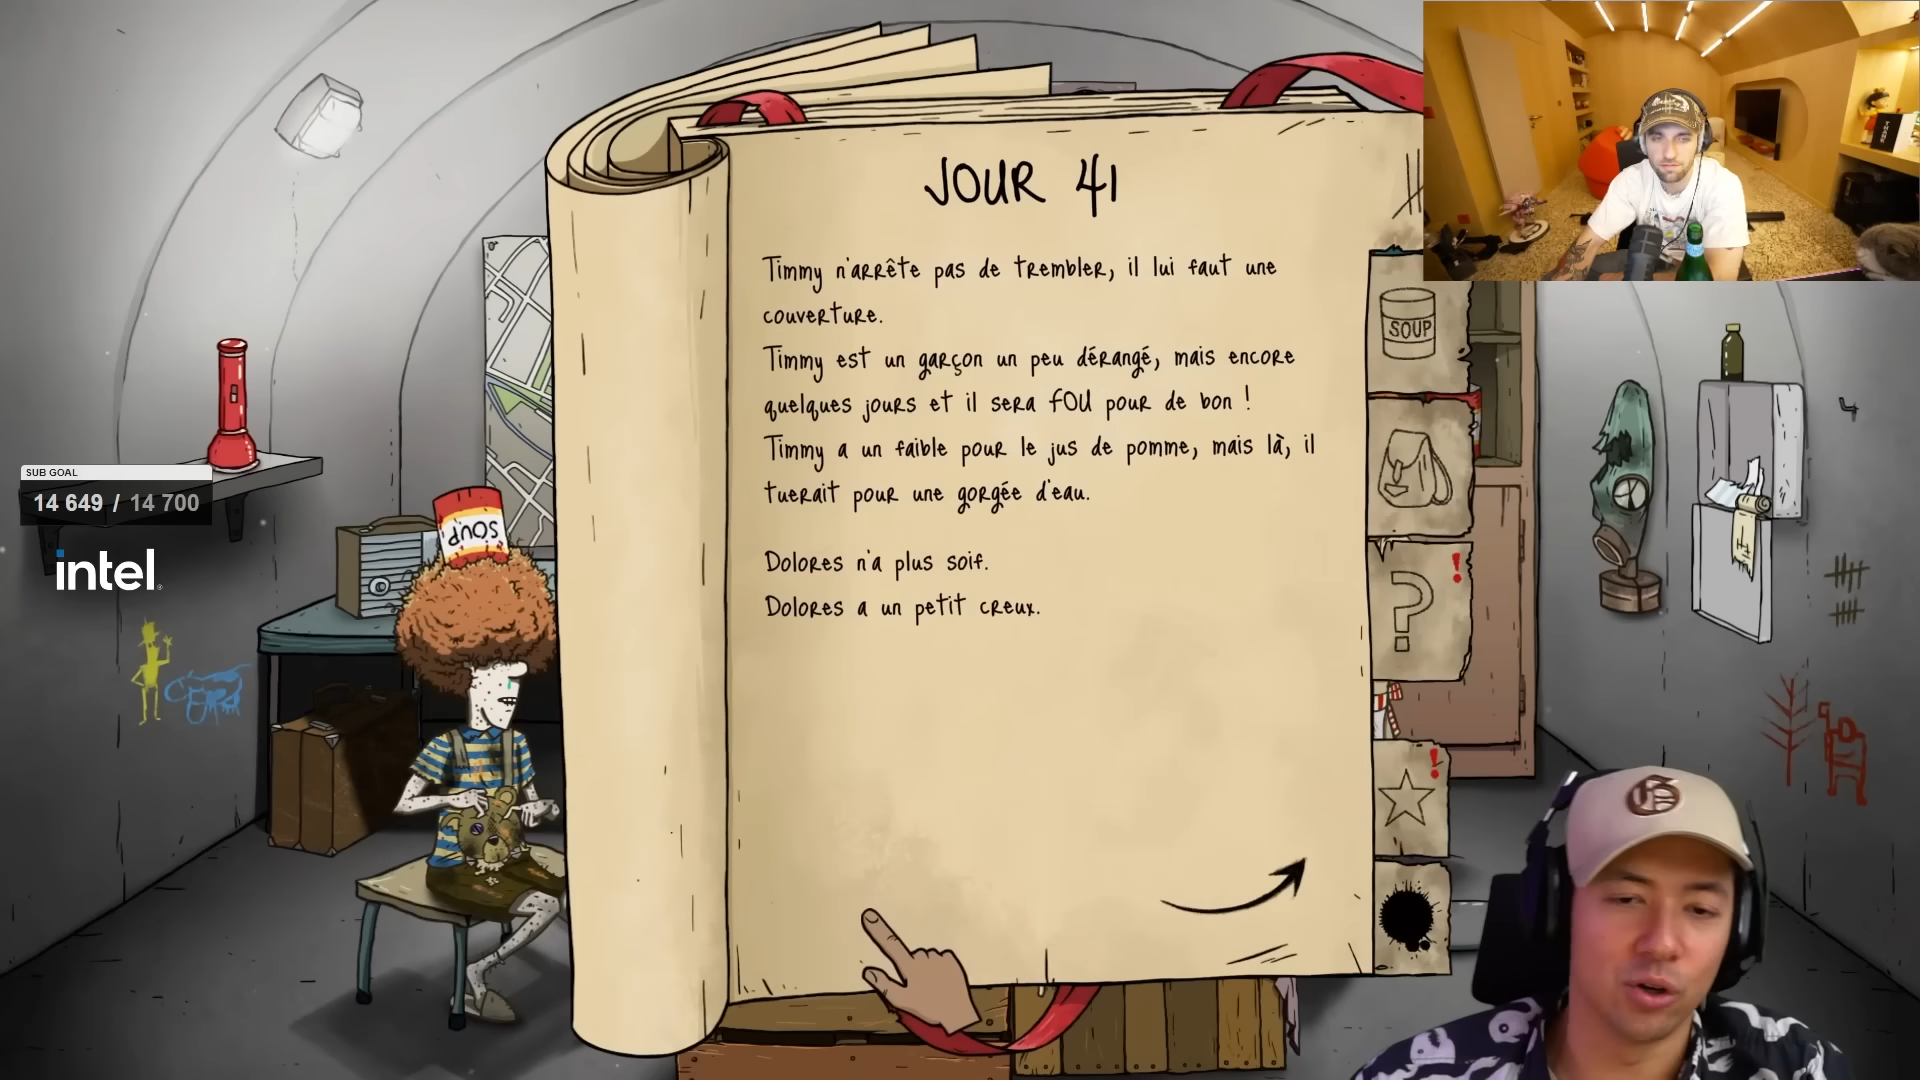 JOUR 41
Timmy n'arrête pas de trembler, il lui faut une
couverture.
Timmy est un garçon un peu dérangé, mais encore
quelques jours et il sera FOU pour de bon !
Timmy a un faible pour le jus de pomme, mais là, il
tuerait pour une gorgée d'eau.
Dolores n'a plus soif.
Dolores a un petit creux.
SOUP
SUB GOAL
14 649 / 14 700
intel
SOUP